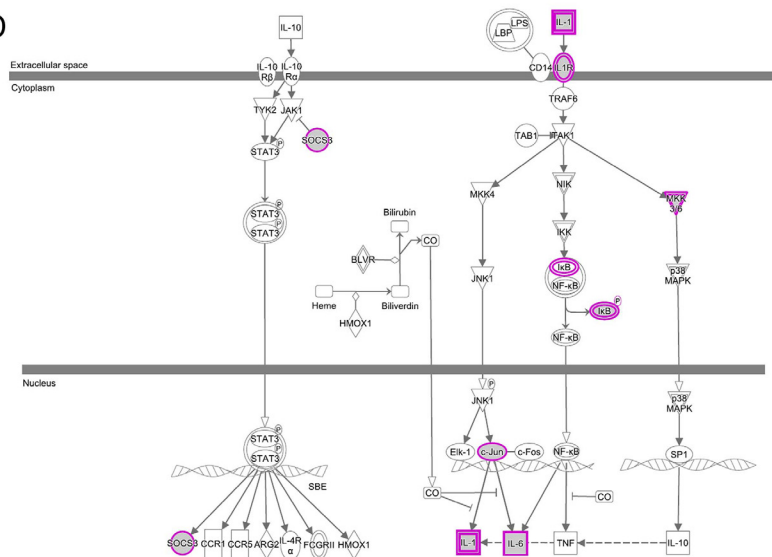 IL-10
LPS
LBP
IL-1
Extracellular space
IL-10
Rβ
IL-10
Rα
CD14
IL1R
Cytoplasm
TYK2
JAK1
TRAF6
SOCS3
TAB1
TAK1
STAT3
P
MKK4
NIK
MKK
3/6
STAT3
P
STAT3
P
Bilirubin
CO
IKK
BLVR
IκB
JNK1
NF-κB
p38
MAPK
Heme
Biliverdin
IκB
P
HMOX1
NF-κB
Nucleus
P
JNK1
p38
MAPK
STAT3
P
STAT3
P
Elk-1
c-Jun
c-Fos
NF-κB
SP1
SBE
CO
CO
SOCS3
CCR1
CCR5
ARG2
IL-4R
α
FCGRII
HMOX1
IL-1
IL-6
TNF
IL-10